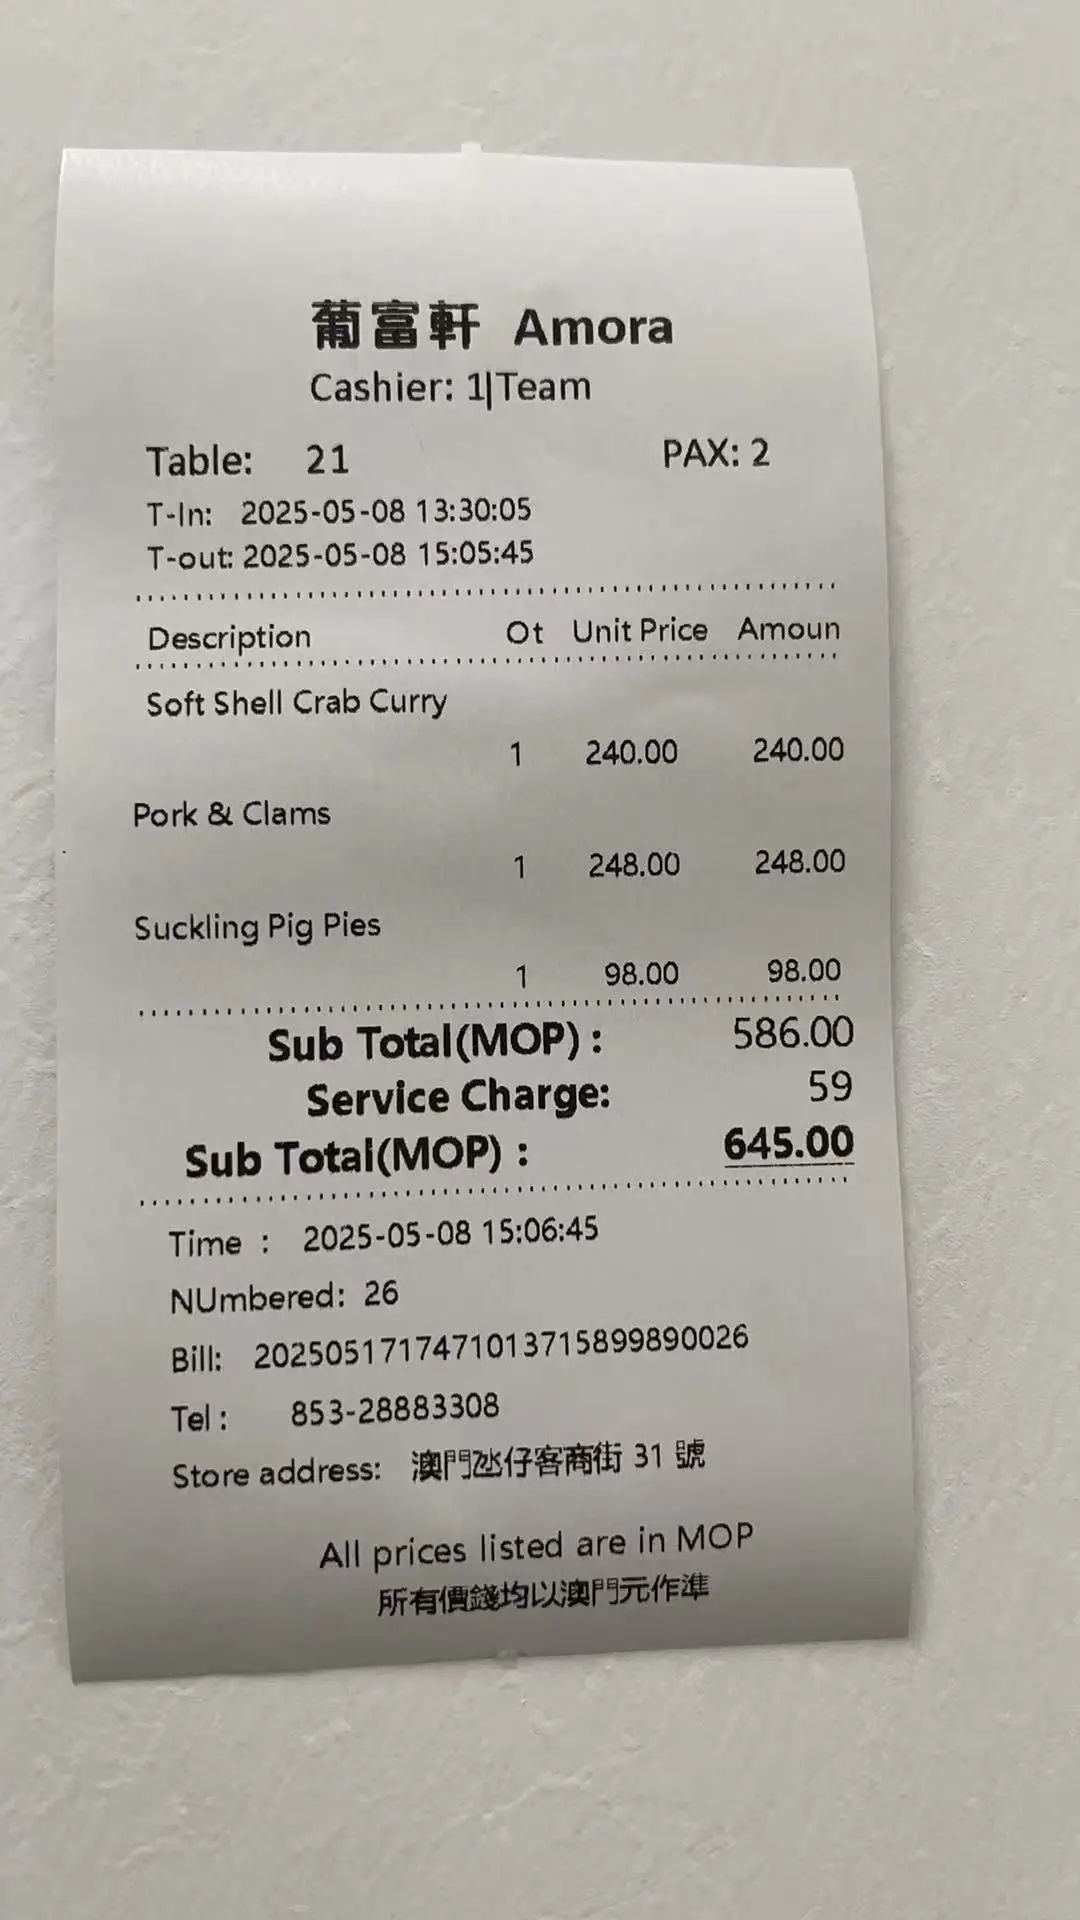 葡富軒 Amora
Cashier: 1|Team
Table: 21 PAX: 2
T-In: 2025-05-08 13:30:05
T-out: 2025-05-08 15:05:45
Description Ot Unit Price Amoun
Soft Shell Crab Curry
1 240.00 240.00
Pork & Clams
1 248.00 248.00
Suckling Pig Pies
1 98.00 98.00
Sub Total(MOP) : 586.00
Service Charge: 59
Sub Total(MOP) : 645.00
Time : 2025-05-08 15:06:45
NUmbered: 26
Bill: 2025051717471013715899890026
Tel : 853-28883308
Store address: 澳門氹仔客商街 31 號
All prices listed are in MOP
所有價錢均以澳門元作準